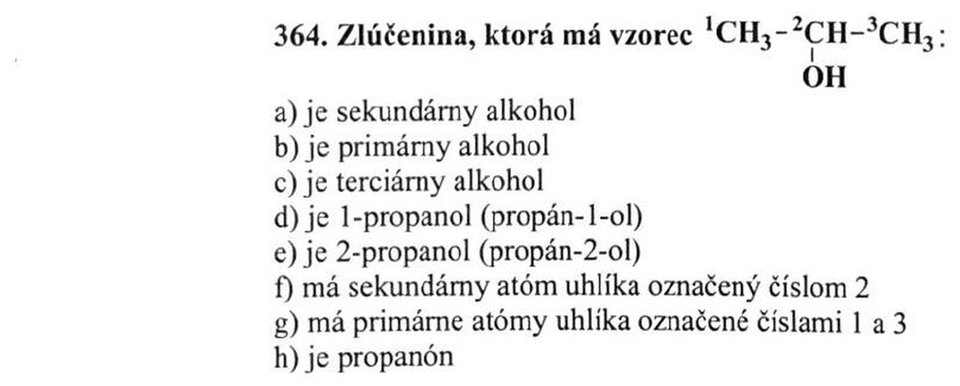 364. Zlúčenina, ktorá má vzorec ¹CH₃-²CH-³CH₃:
OH
a) je sekundárny alkohol
b) je primárny alkohol
c) je terciárny alkohol
d) je 1-propanol (propán-1-ol)
e) je 2-propanol (propán-2-ol)
f) má sekundárny atóm uhlíka označený číslom 2
g) má primárne atómy uhlíka označené číslami 1 a 3
h) je propanón